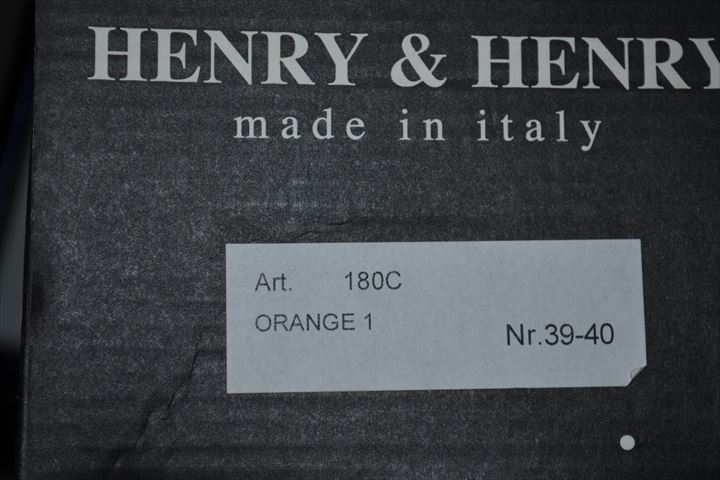 HENRY & HENRY
made in italy
Art. 180C
ORANGE 1
Nr.39-40